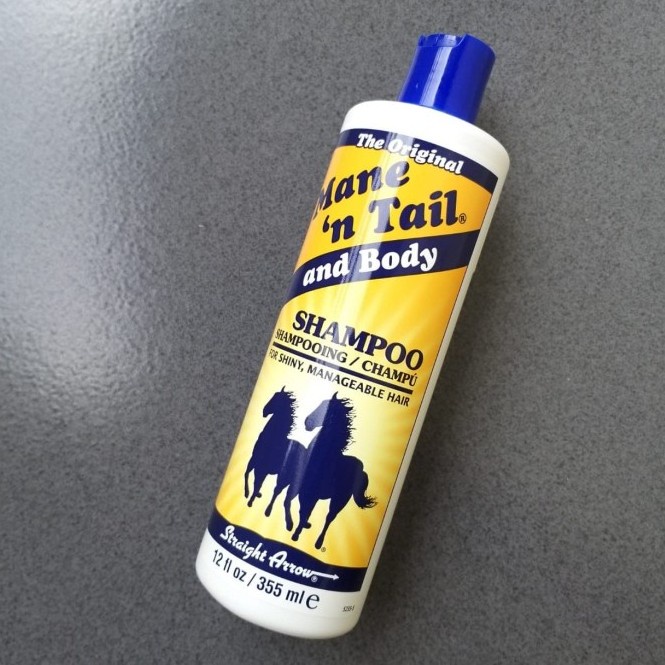 The Original
Mane
'n Tail®
and Body
SHAMPOO
SHAMPOOING / CHAMPÚ
FOR SHINY, MANAGEABLE HAIR
®
Straight Arrow®
12 fl oz / 355 ml e